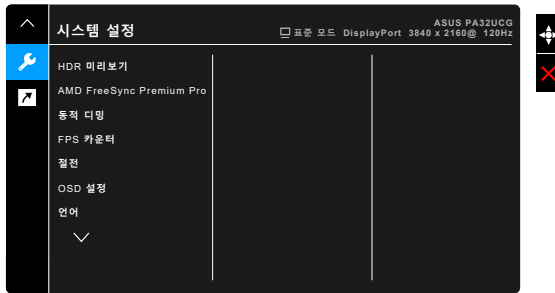 시스템 설정
ASUS PA32UCG
표준 모드 DisplayPort 3840 x 2160@ 120Hz
HDR 미리보기
AMD FreeSync Premium Pro
동적 디밍
FPS 카운터
절전
OSD 설정
언어